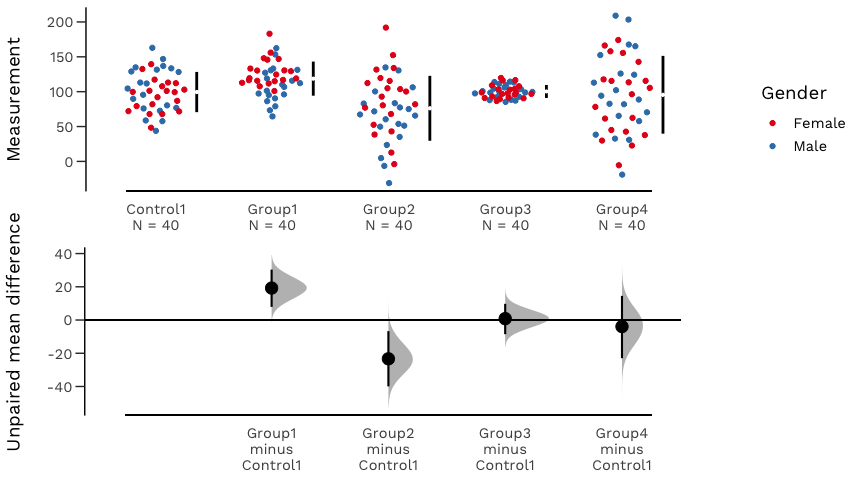 Measurement
200
150
100
50
0
Control1
N = 40
Group1
N = 40
Group2
N = 40
Group3
N = 40
Group4
N = 40
Gender
Female
Male
Unpaired mean difference
40
20
0
-20
-40
Group1
minus
Control1
Group2
minus
Control1
Group3
minus
Control1
Group4
minus
Control1